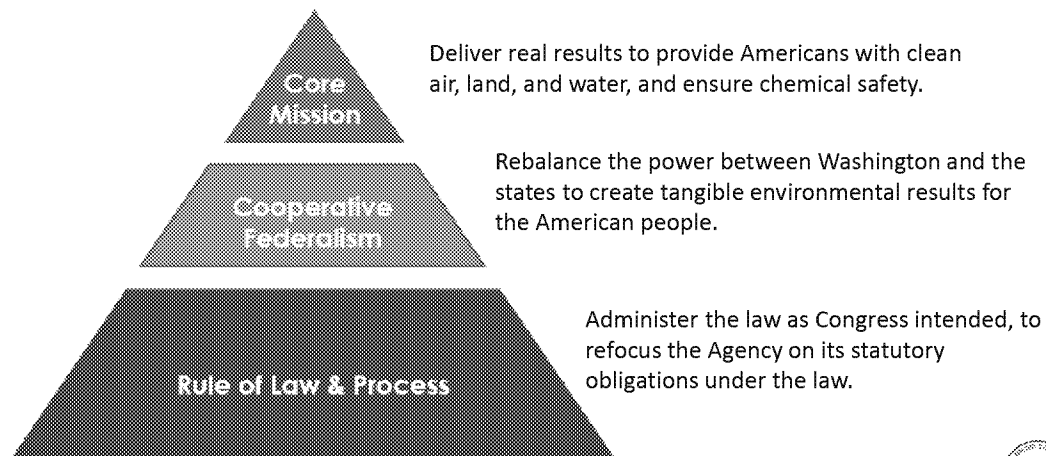 Core
Mission
Deliver real results to provide Americans with clean
air, land, and water, and ensure chemical safety.
Cooperative
Federalism
Rebalance the power between Washington and the
states to create tangible environmental results for
the American people.
Rule of Law & Process
Administer the law as Congress intended, to
refocus the Agency on its statutory
obligations under the law.